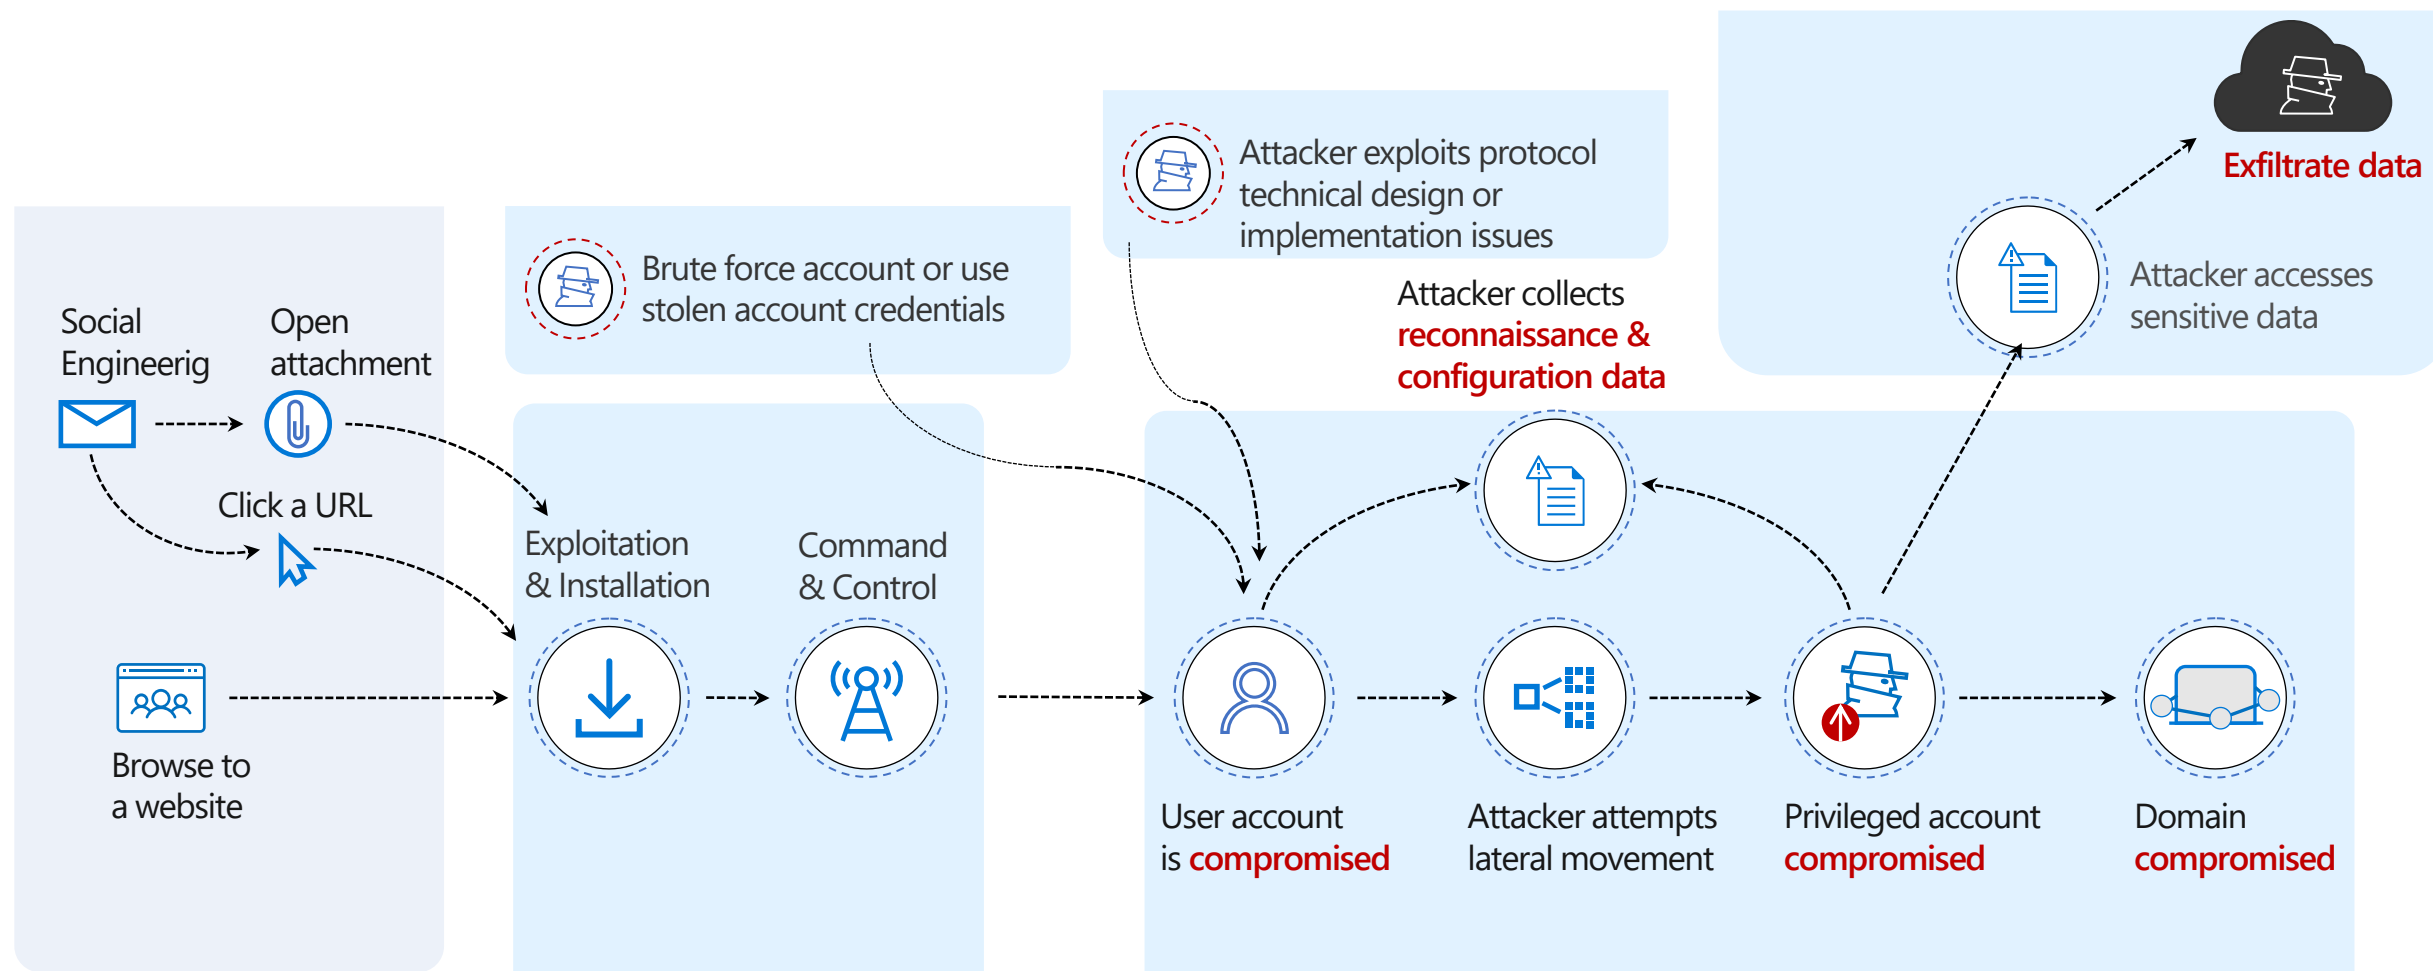 Social
Engineerig
Open
attachment
Click a URL
Browse to
a website
Brute force account or use
stolen account credentials
Exploitation
& Installation
Command
& Control
Attacker exploits protocol
technical design or
implementation issues
Attacker collects
reconnaissance &
configuration data
User account
is compromised
Attacker attempts
lateral movement
Privileged account
compromised
Domain
compromised
Attacker accesses
sensitive data
Exfiltrate data